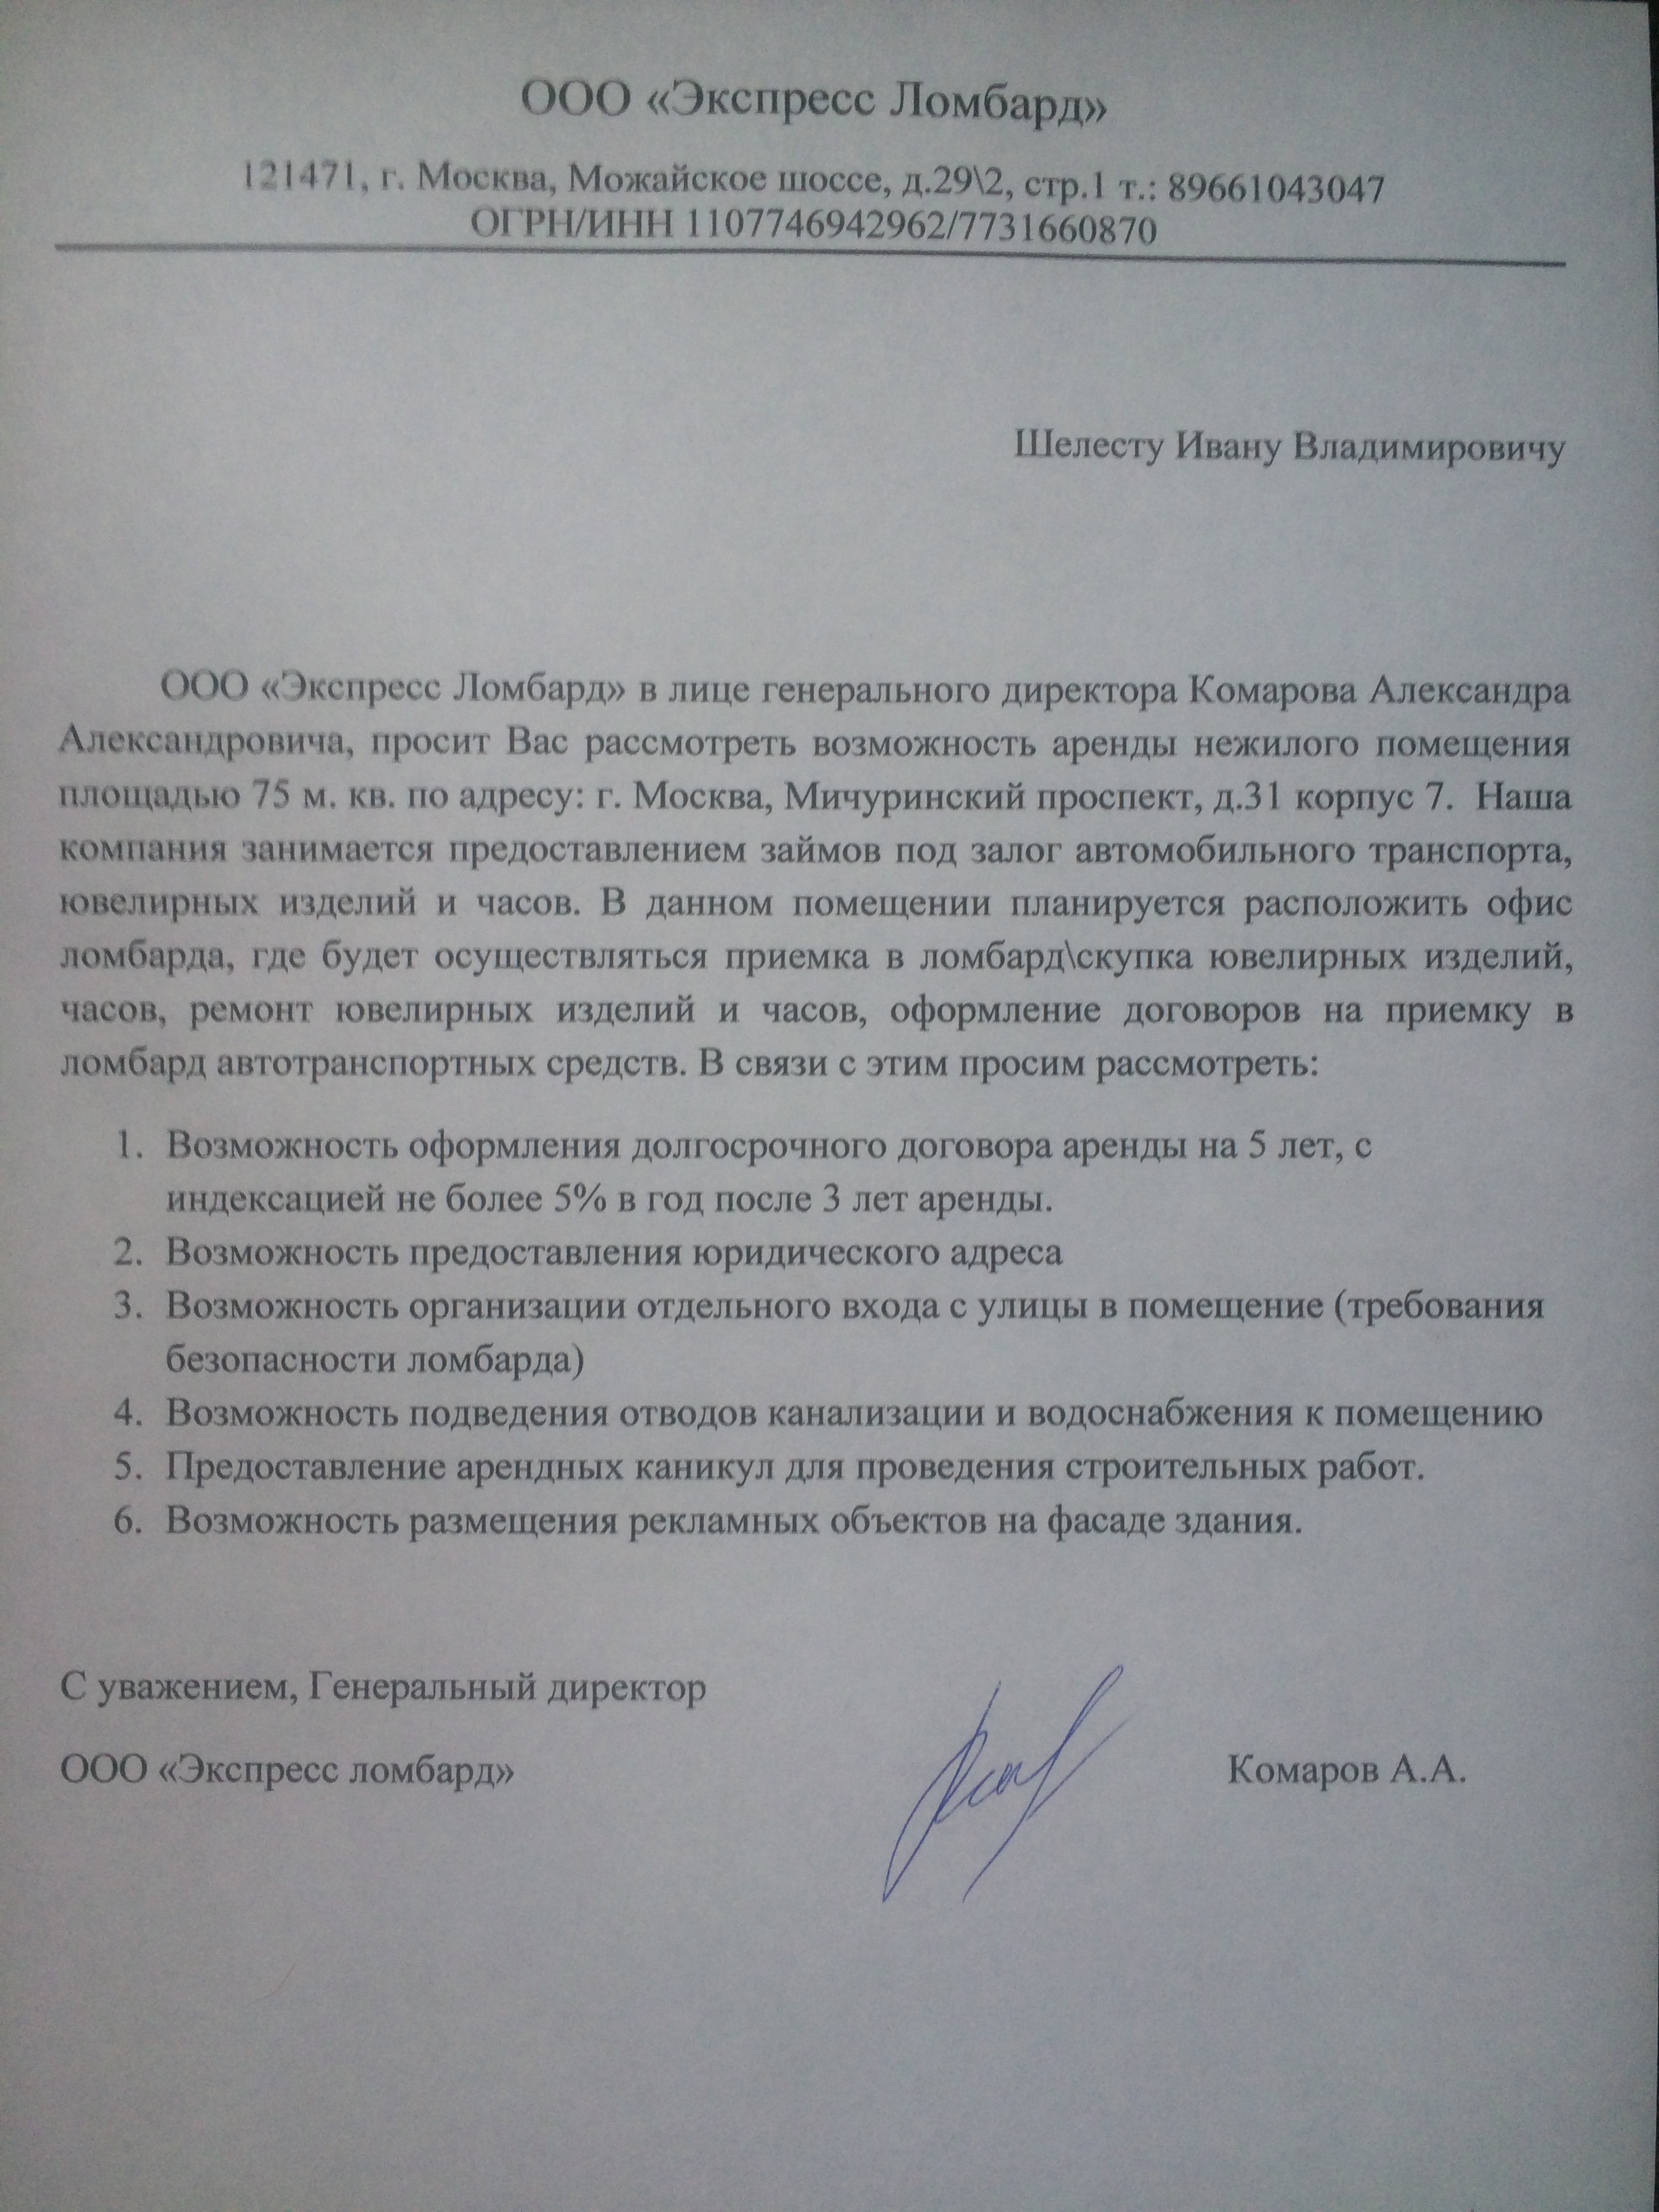 ООО «Экспресс Ломбард»
121471, г. Москва, Можайское шоссе, д.29\2, стр.1 т.: 89661043047
ОГРН/ИНН 1107746942962/7731660870
Шелесту Ивану Владимировичу
ООО «Экспресс Ломбард» в лице генерального директора Комарова Александра
Александровича, просит Вас рассмотреть возможность аренды нежилого помещения
площадью 75 м. кв. по адресу: г. Москва, Мичуринский проспект, д.31 корпус 7. Наша
компания занимается предоставлением займов под залог автомобильного транспорта,
ювелирных изделий и часов. В данном помещении планируется расположить офис
ломбарда, где будет осуществляться приемка в ломбард\скупка ювелирных изделий,
часов, ремонт ювелирных изделий и часов, оформление договоров на приемку в
ломбард автотранспортных средств. В связи с этим просим рассмотреть:
1. Возможность оформления долгосрочного договора аренды на 5 лет, с
индексацией не более 5% в год после 3 лет аренды.
2. Возможность предоставления юридического адреса
3. Возможность организации отдельного входа с улицы в помещение (требования
безопасности ломбарда)
4. Возможность подведения отводов канализации и водоснабжения к помещению
5. Предоставление арендных каникул для проведения строительных работ.
6. Возможность размещения рекламных объектов на фасаде здания.
С уважением, Генеральный директор
ООО «Экспресс ломбард» Комаров А.А.